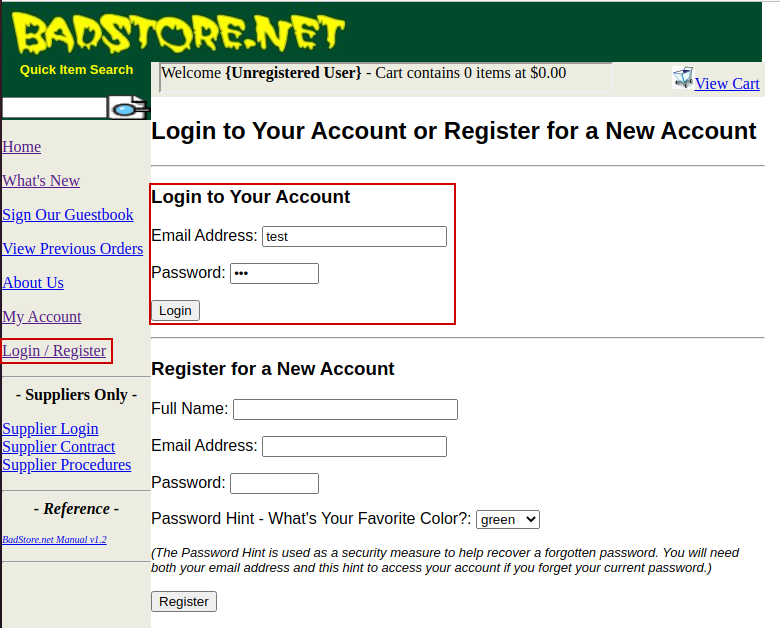 BADSTORE.NET
Quick Item Search
Welcome {Unregistered User} - Cart contains 0 items at $0.00
View Cart
Home
What's New
Sign Our Guestbook
View Previous Orders
About Us
My Account
Login / Register
- Suppliers Only -
Supplier Login
Supplier Contract
Supplier Procedures
- Reference -
BadStore.net Manual v1.2
Login to Your Account or Register for a New Account
Login to Your Account
Email Address: test
Password: •••
Login
Register for a New Account
Full Name:
Email Address:
Password:
Password Hint - What's Your Favorite Color?: green
(The Password Hint is used as a security measure to help recover a forgotten password. You will need
both your email address and this hint to access your account if you forget your current password.)
Register